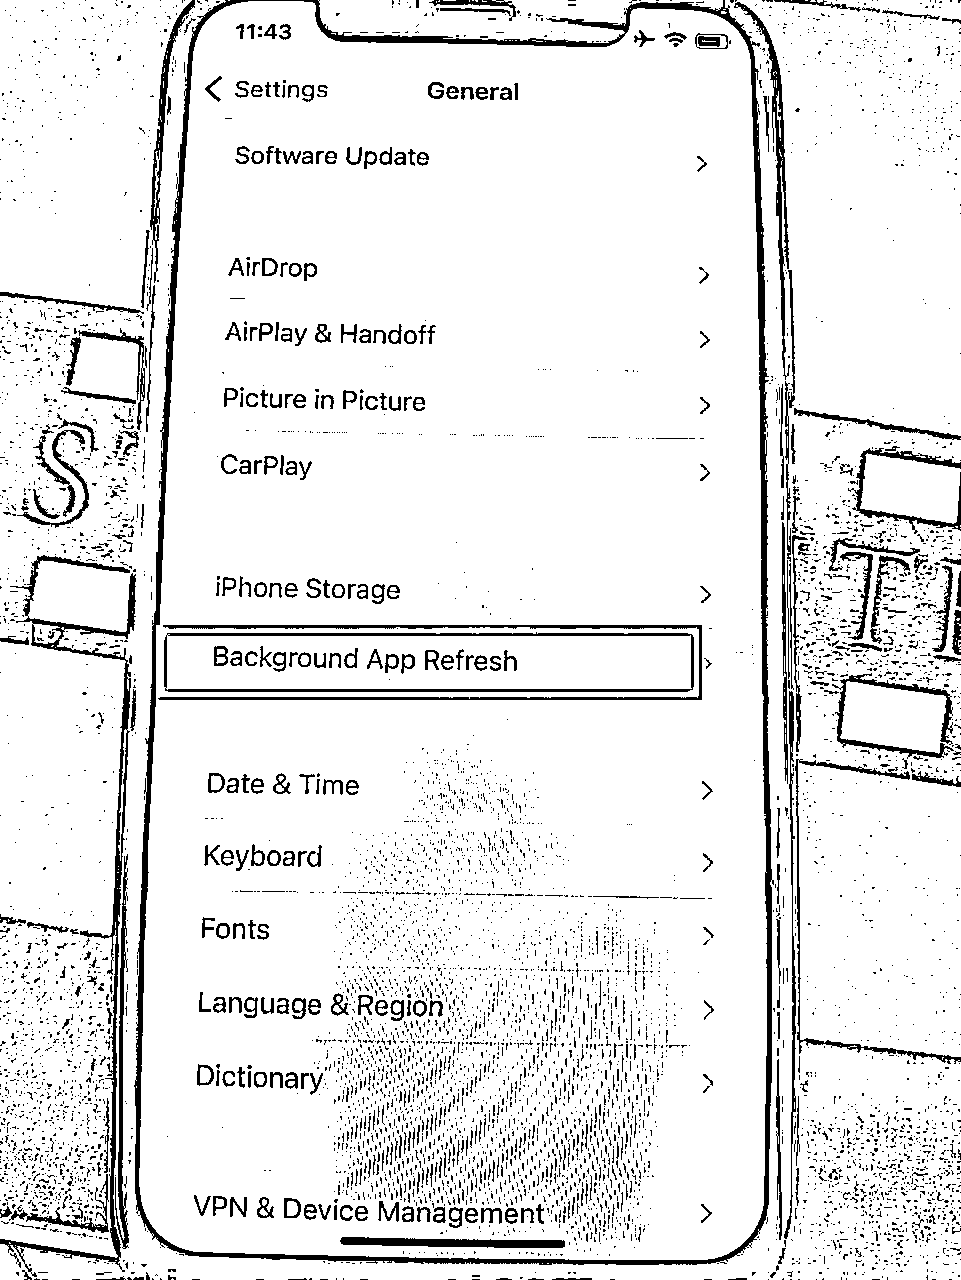 11:43
Settings
General
Software Update
AirDrop
AirPlay & Handoff
Picture in Picture
CarPlay
iPhone Storage
Background App Refresh
Date & Time
Keyboard
Fonts
Language & Region
Dictionary
VPN & Device Management